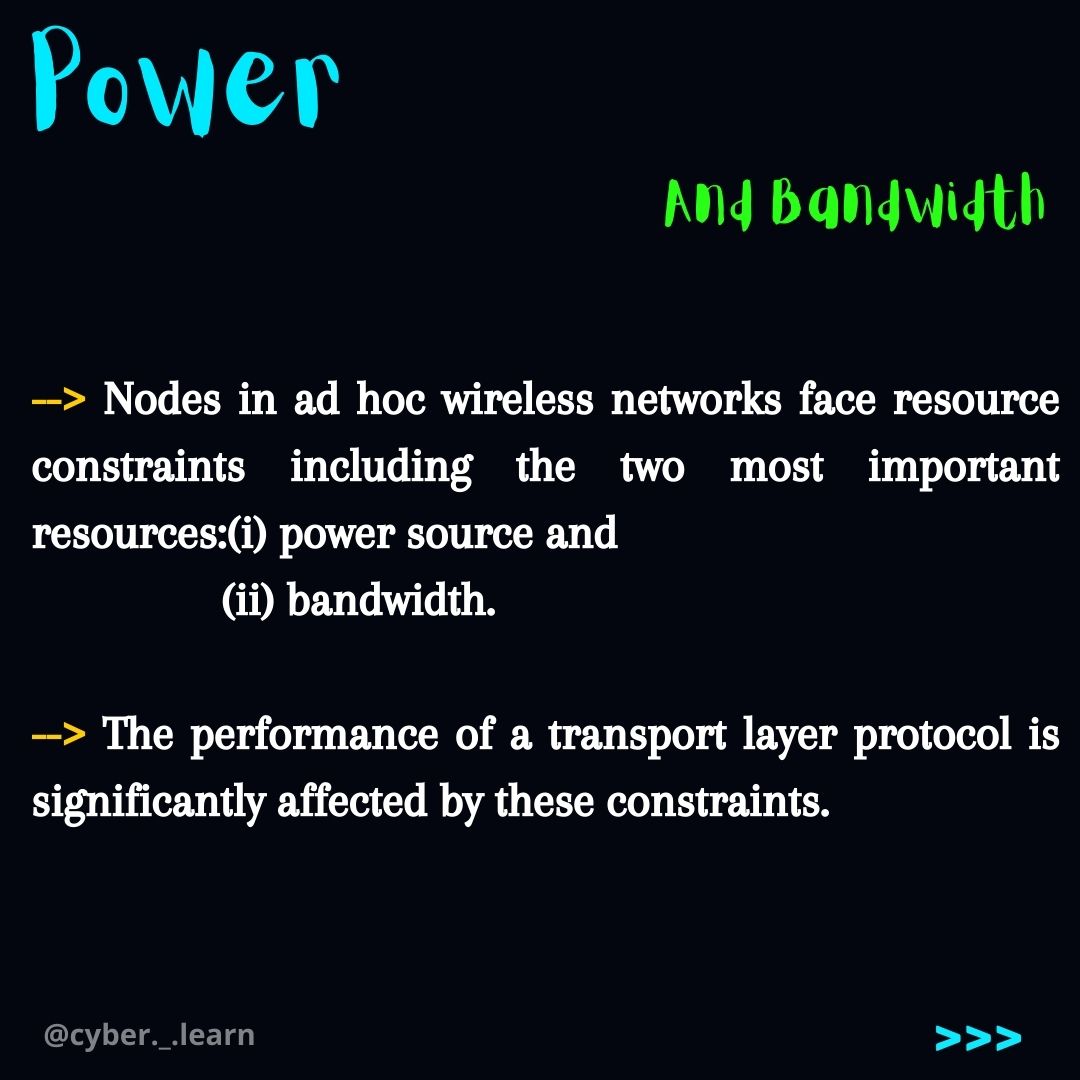 Power
And Bandwidth
--> Nodes in ad hoc wireless networks face resource
constraints including the two most important
resources:(i) power source and
(ii) bandwidth.
--> The performance of a transport layer protocol is
significantly affected by these constraints.
@cyber._.learn
>>>